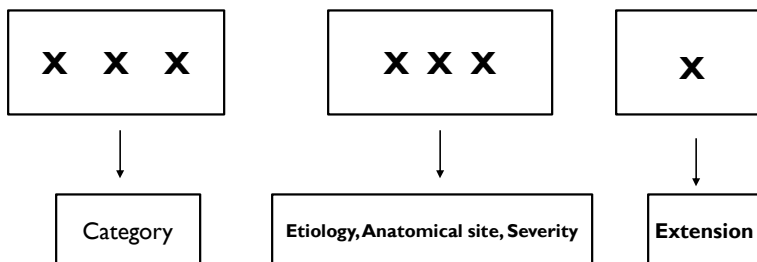 X X X
X X X
X
Category
Etiology, Anatomical site, Severity
Extension